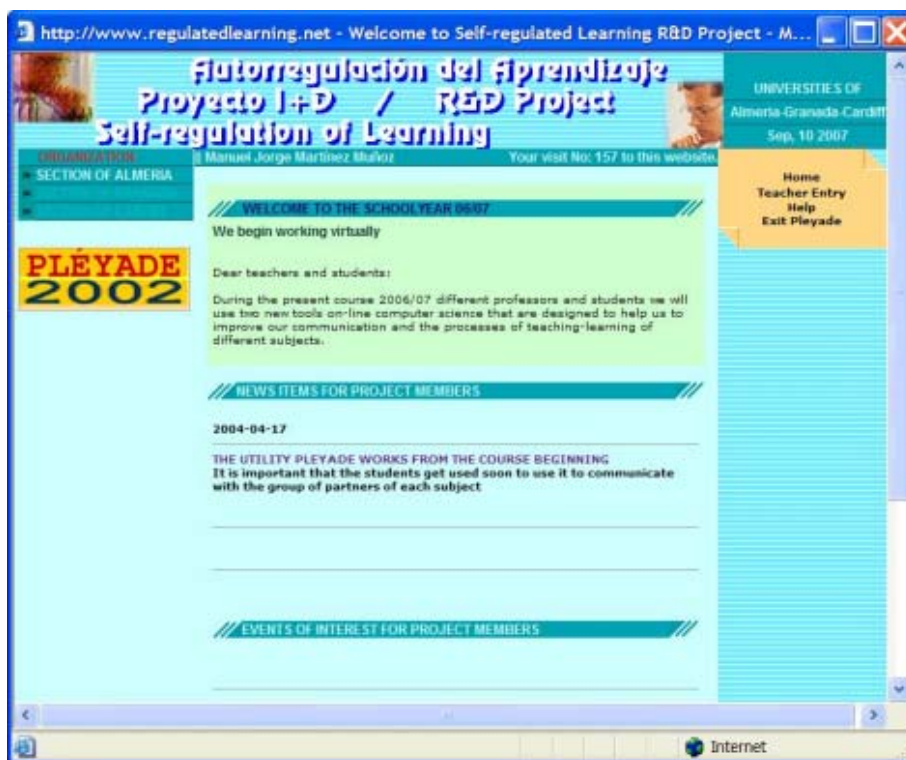 http://www.regulatedlearning.net - Welcome to Self-regulated Learning R&D Project - M...
Autorregulación del Aprendizaje
Proyecto I+D / R&D Project
Self-regulation of Learning
UNIVERSITIES OF
Almeria-Granada-Cardiff
Sep, 10 2007
ORGANIZATION
SECTION OF ALMERIA
Manuel Jorge Martínez Muñoz Your visit No: 157 to this website.
Home
Teacher Entry
Help
Exit Pleyade
PLÉYADE
2002
WELCOME TO THE SCHOOLYEAR 06/07
We begin working virtually
Dear teachers and students:
During the present course 2006/07 different professors and students we will
use two new tools on-line computer science that are designed to help us to
improve our communication and the processes of teaching-learning of
different subjects.
NEWS ITEMS FOR PROJECT MEMBERS
2004-04-17
THE UTILITY PLEYADE WORKS FROM THE COURSE BEGINNING
It is important that the students get used soon to use it to communicate
with the group of partners of each subject
EVENTS OF INTEREST FOR PROJECT MEMBERS
Internet